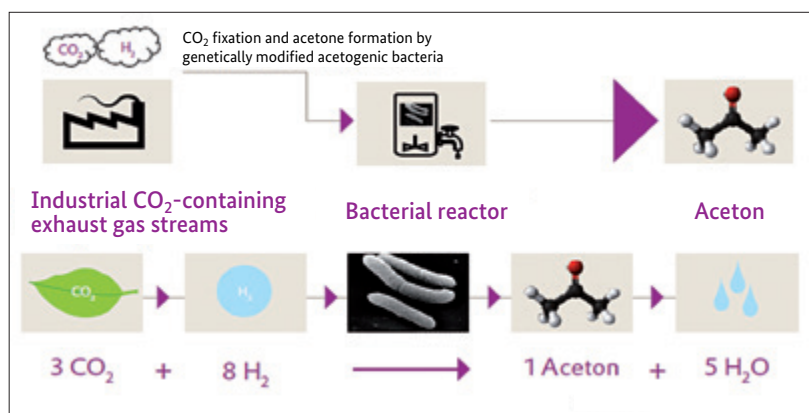 CO₂ H₂
CO₂ fixation and acetone formation by
genetically modified acetogenic bacteria
Industrial CO₂-containing
exhaust gas streams
Bacterial reactor
Aceton
CO₂
H₂
3 CO₂ + 8 H₂ 1 Aceton + 5 H₂O